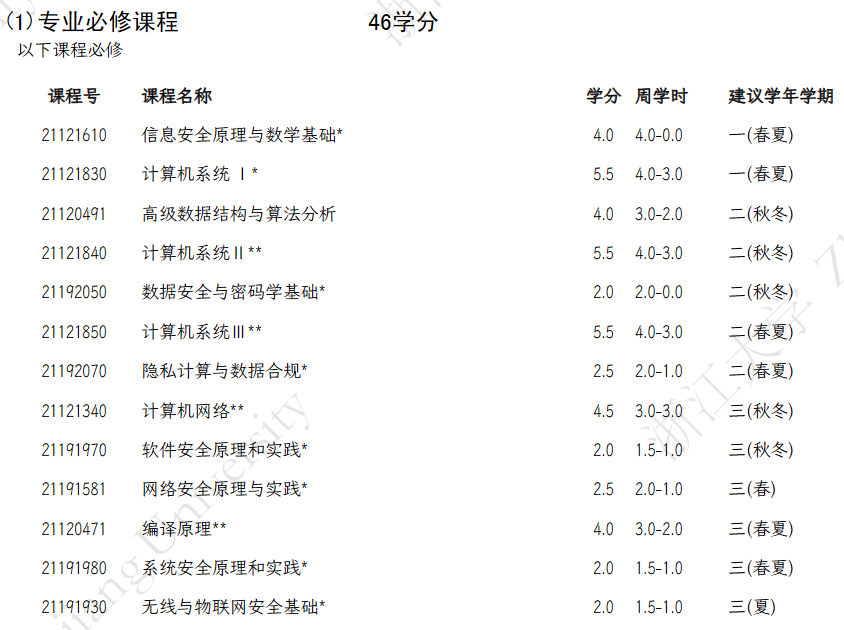 (1)专业必修课程 46学分
以下课程必修
课程号 课程名称 学分 周学时 建议学年学期
21121610 信息安全原理与数学基础* 4.0 4.0-0.0 一(春夏)
21121830 计算机系统 Ⅰ* 5.5 4.0-3.0 一(春夏)
21120491 高级数据结构与算法分析 4.0 3.0-2.0 二(秋冬)
21121840 计算机系统Ⅱ** 5.5 4.0-3.0 二(秋冬)
21192050 数据安全与密码学基础* 2.0 2.0-0.0 二(秋冬)
21121850 计算机系统Ⅲ** 5.5 4.0-3.0 二(春夏)
21192070 隐私计算与数据合规* 2.5 2.0-1.0 二(春夏)
21121340 计算机网络** 4.5 3.0-3.0 三(秋冬)
21191970 软件安全原理和实践* 2.0 1.5-1.0 三(秋冬)
21191581 网络安全原理与实践* 2.5 2.0-1.0 三(春)
21120471 编译原理** 4.0 3.0-2.0 三(春夏)
21191980 系统安全原理和实践* 2.0 1.5-1.0 三(春夏)
21191930 无线与物联网安全基础* 2.0 1.5-1.0 三(夏)
浙江大学 Z
jiang University